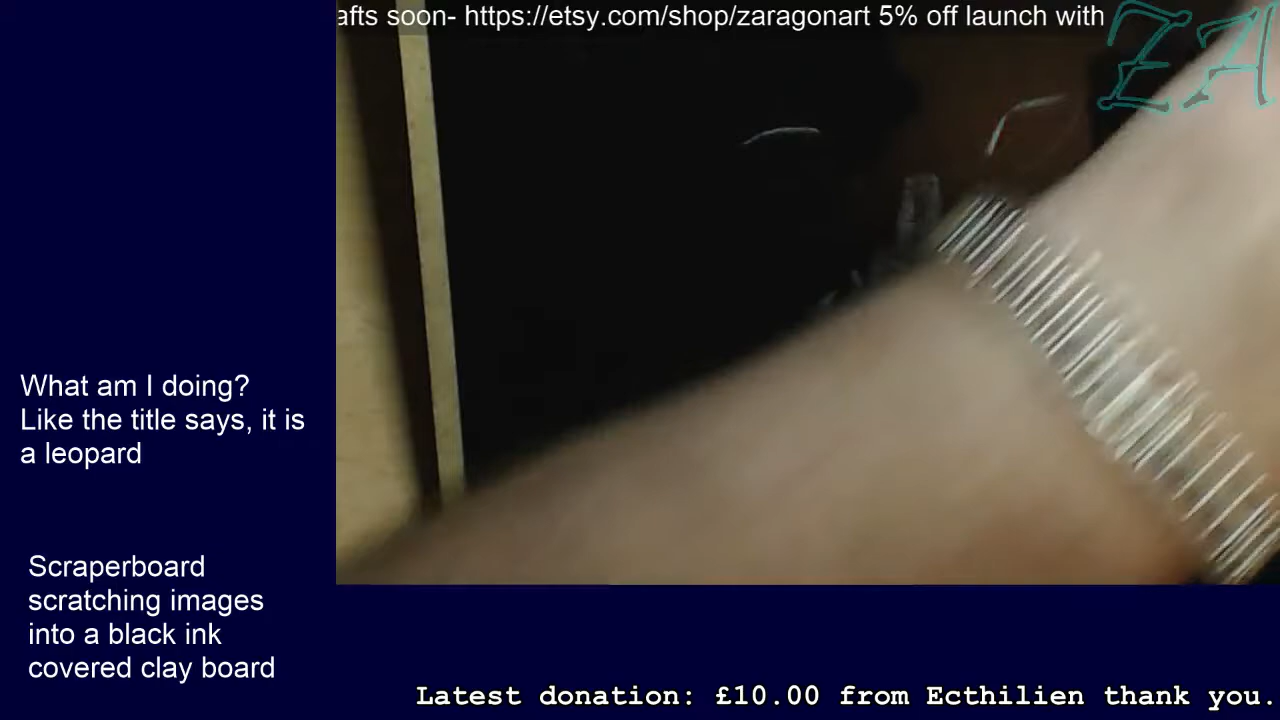 afts soon- https://etsy.com/shop/zaragonart 5% off launch with
ZA
What am I doing?
Like the title says, it is
a leopard
Scraperboard
scratching images
into a black ink
covered clay board
Latest donation: £10.00 from Ecthilien thank you.